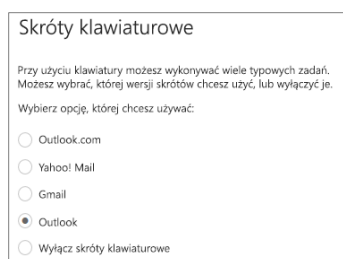 Skróty klawiaturowe
Przy użyciu klawiatury możesz wykonywać wiele typowych zadań.
Możesz wybrać, której wersji skrótów chcesz użyć, lub wyłączyć je.
Wybierz opcję, której chcesz używać:
Outlook.com
Yahoo! Mail
Gmail
Outlook
Wyłącz skróty klawiaturowe